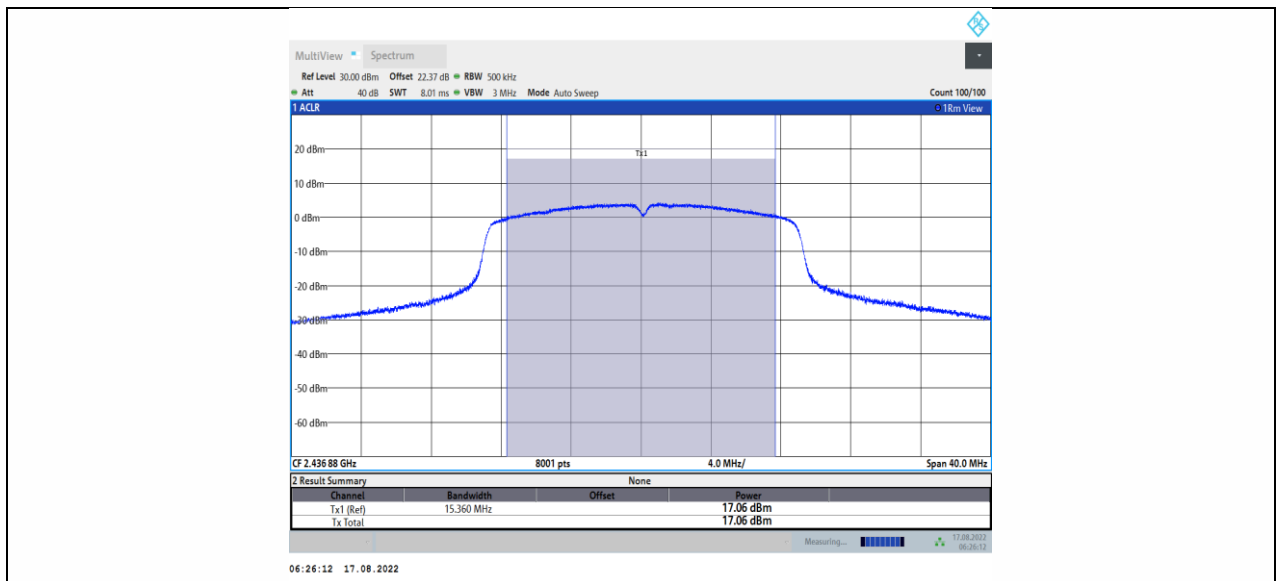 R S
MultiView Spectrum
Ref Level 30.00 dBm Offset 22.37 dB RBW 500 kHz
Att 40 dB SWT 8.01 ms VBW 3 MHz Mode Auto Sweep Count 100/100
1 ACLR 1Rm View
20 dBm
Tx1
10 dBm
0 dBm
-10 dBm
-20 dBm
-30 dBm
-40 dBm
-50 dBm
-60 dBm
CF 2.436 88 GHz 8001 pts 4.0 MHz/ Span 40.0 MHz
2 Result Summary None
Channel Bandwidth Offset Power
Tx1 (Ref) 15.360 MHz 17.06 dBm
Tx Total 17.06 dBm
Measuring... 17.08.2022
06:26:12
06:26:12 17.08.2022